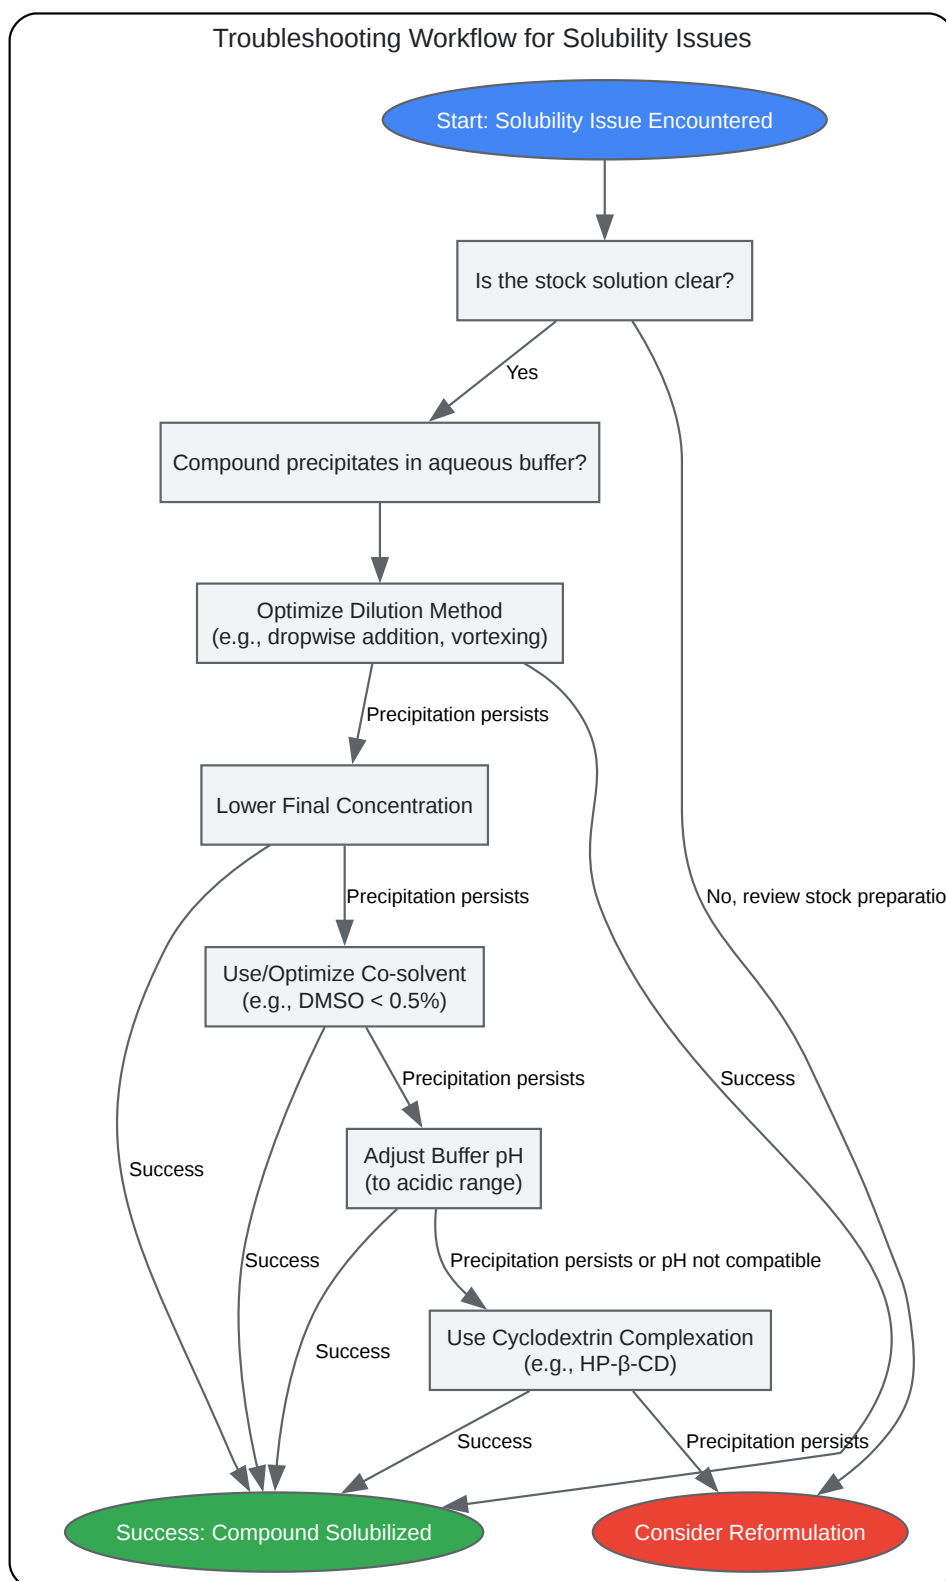 Troubleshooting Workflow for Solubility Issues
Start: Solubility Issue Encountered
Is the stock solution clear?
Yes
Compound precipitates in aqueous buffer?
Optimize Dilution Method
(e.g., dropwise addition, vortexing)
Precipitation persists
Lower Final Concentration
Precipitation persists
No, review stock preparatio
Use/Optimize Co-solvent
(e.g., DMSO < 0.5%)
Precipitation persists
Success
Adjust Buffer pH
(to acidic range)
Success
Success
Precipitation persists or pH not compatible
Use Cyclodextrin Complexation
(e.g., HP-β-CD)
Success
Success
Precipitation persists
Success: Compound Solubilized
Consider Reformulation